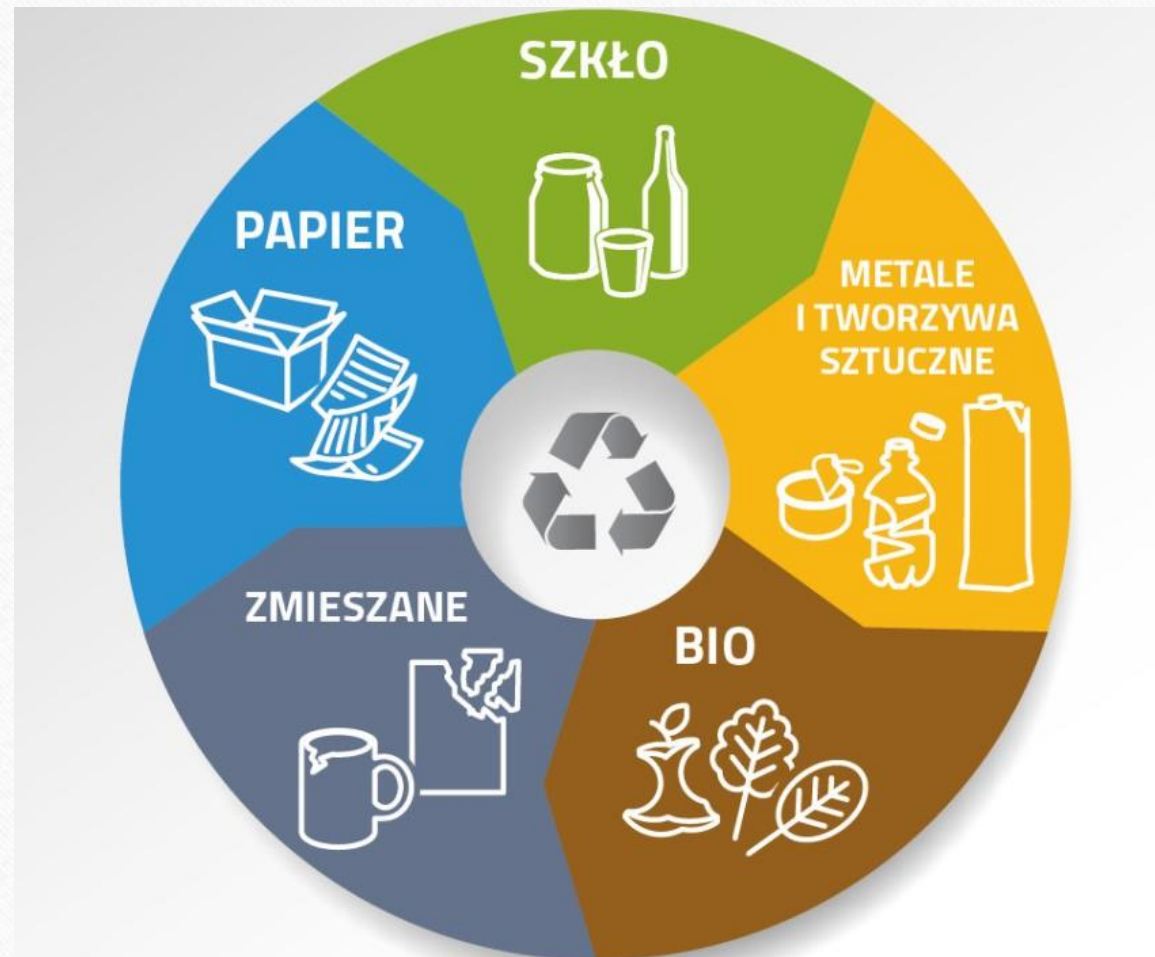 SZKŁO
PAPIER
METALE
I TWORZYWA
SZTUCZNE
ZMIESZANE
BIO